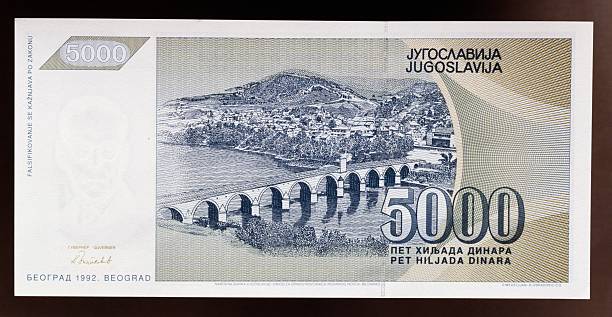 5000
ЈУГОСЛАВИЈА
JUGOSLAVIJA
FALSIFIKOVANJE SE KAŽNJAVA PO ZAKONU
5000
ПЕТ ХИЉАДА ДИНАРА
PET HILJADA DINARA
ГУВЕРНЕР GUVERNER
БЕОГРАД 1992. BEOGRAD